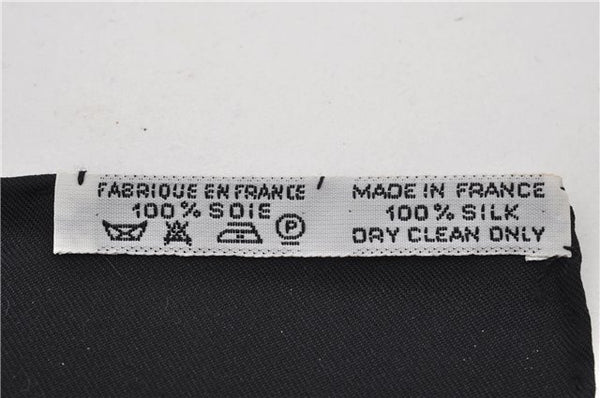 FABRIQUE EN FRANCE
100% SOIE
P
MADE IN FRANCE
100% SILK
DRY CLEAN ONLY